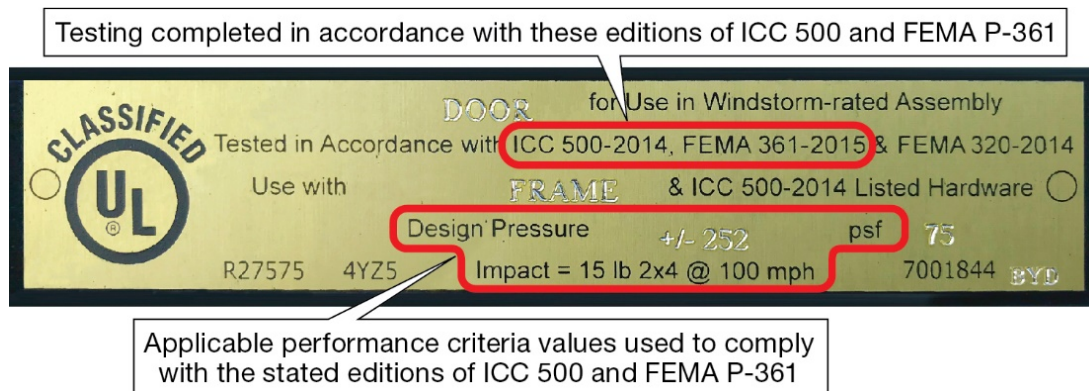 Testing completed in accordance with these editions of ICC 500 and FEMA P-361
DOOR for Use in Windstorm-rated Assembly
CLASSIFIED
Tested in Accordance with ICC 500-2014, FEMA 361-2015 & FEMA 320-2014
Use with FRAME & ICC 500-2014 Listed Hardware
UL
®
Design Pressure +/- 252 psf 75
R27575 4YZ5 Impact = 15 lb 2x4 @ 100 mph 7001844 BYD
Applicable performance criteria values used to comply
with the stated editions of ICC 500 and FEMA P-361